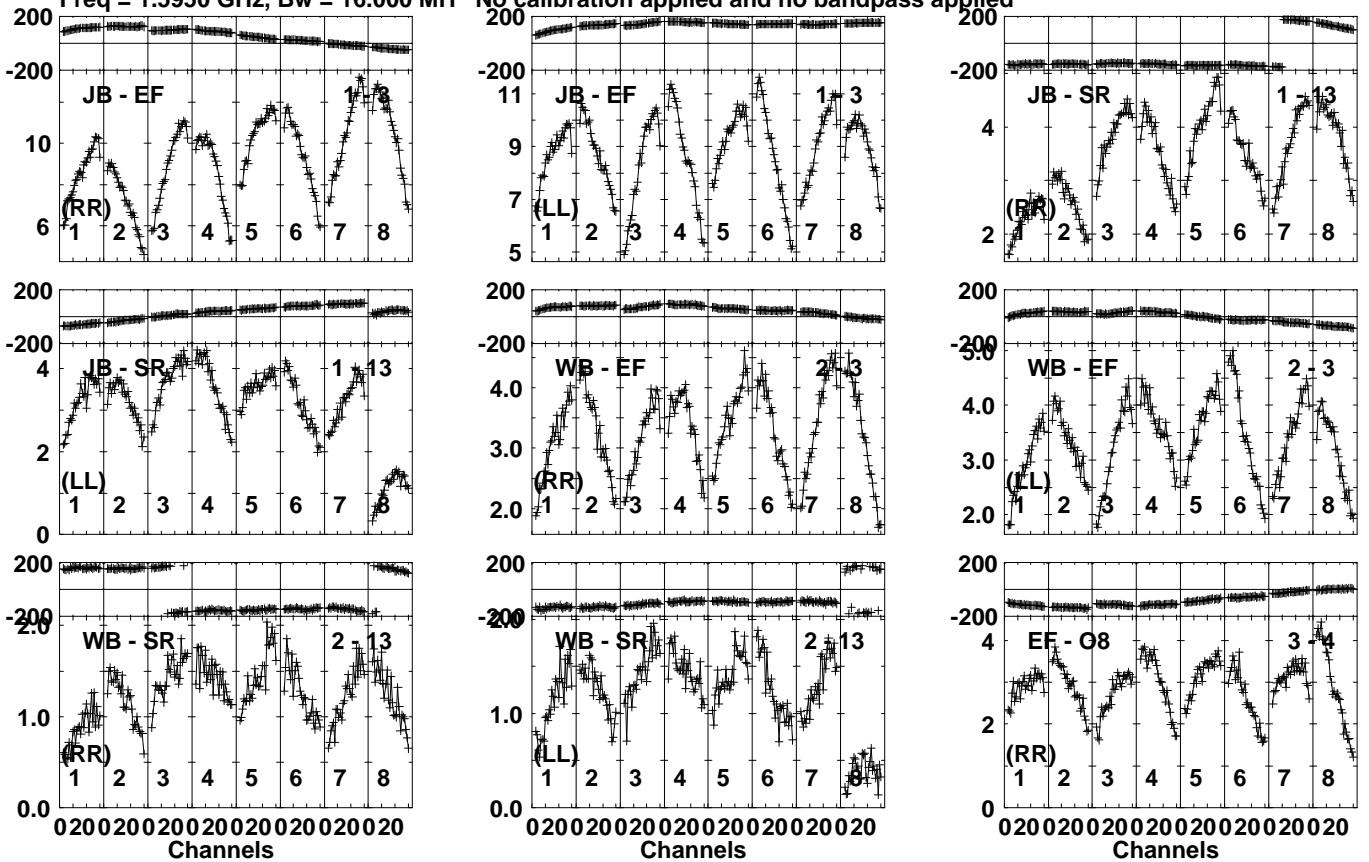 Freq = 1.5950 GHz, Bw = 16.000 MH No calibration applied and no bandpass applied
200 200 200
-200 -200 -200
JB - EF 1 - 3 JB - EF 1 - 3 JB - SR 1 - 13
11
10 9 4
7
6 5 2
(RR) (LL) (RR)
1 2 3 4 5 6 7 8 1 2 3 4 5 6 7 8 1 2 3 4 5 6 7 8
200 200 200
-200 -200 -200
JB - SR 1 - 13 WB - EF 2 - 3 WB - EF 2 - 3
5.0
4 4.0 4.0
2 3.0 3.0
0 2.0 2.0
(LL) (RR) (LL)
1 2 3 4 5 6 7 8 1 2 3 4 5 6 7 8 1 2 3 4 5 6 7 8
200 200 200
-200 -200 -200
2.0 2.0
WB - SR 2 - 13 WB - SR 2 - 13 EF - O8 3 - 4
4
1.0 1.0 2
(RR) (LL) (RR)
1 2 3 4 5 6 7 8 1 2 3 4 5 6 7 8 1 2 3 4 5 6 7 8
0.0 0.0 0
0 20 0 20 0 20 0 20 0 20 0 20 0 20 0 20 0 20 0 20 0 20 0 20 0 20 0 20 0 20 0 20 0 20 0 20 0 20 0 20 0 20 0 20 0 20 0 20
Channels Channels Channels